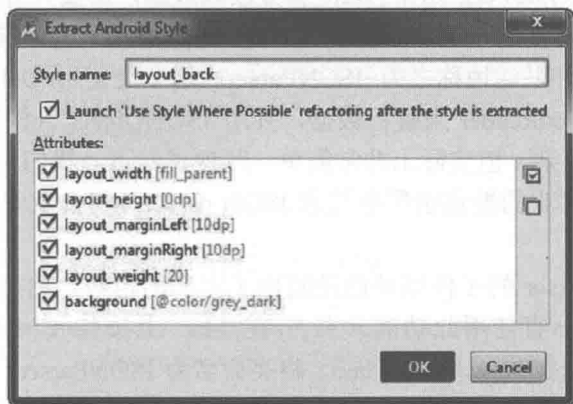 Extract Android Style
x
Style name: layout_back
Launch 'Use Style Where Possible' refactoring after the style is extracted
Attributes:
layout_width [fill_parent]
layout_height [0dp]
layout_marginLeft [10dp]
layout_marginRight [10dp]
layout_weight [20]
background [@color/grey_dark]
OK Cancel